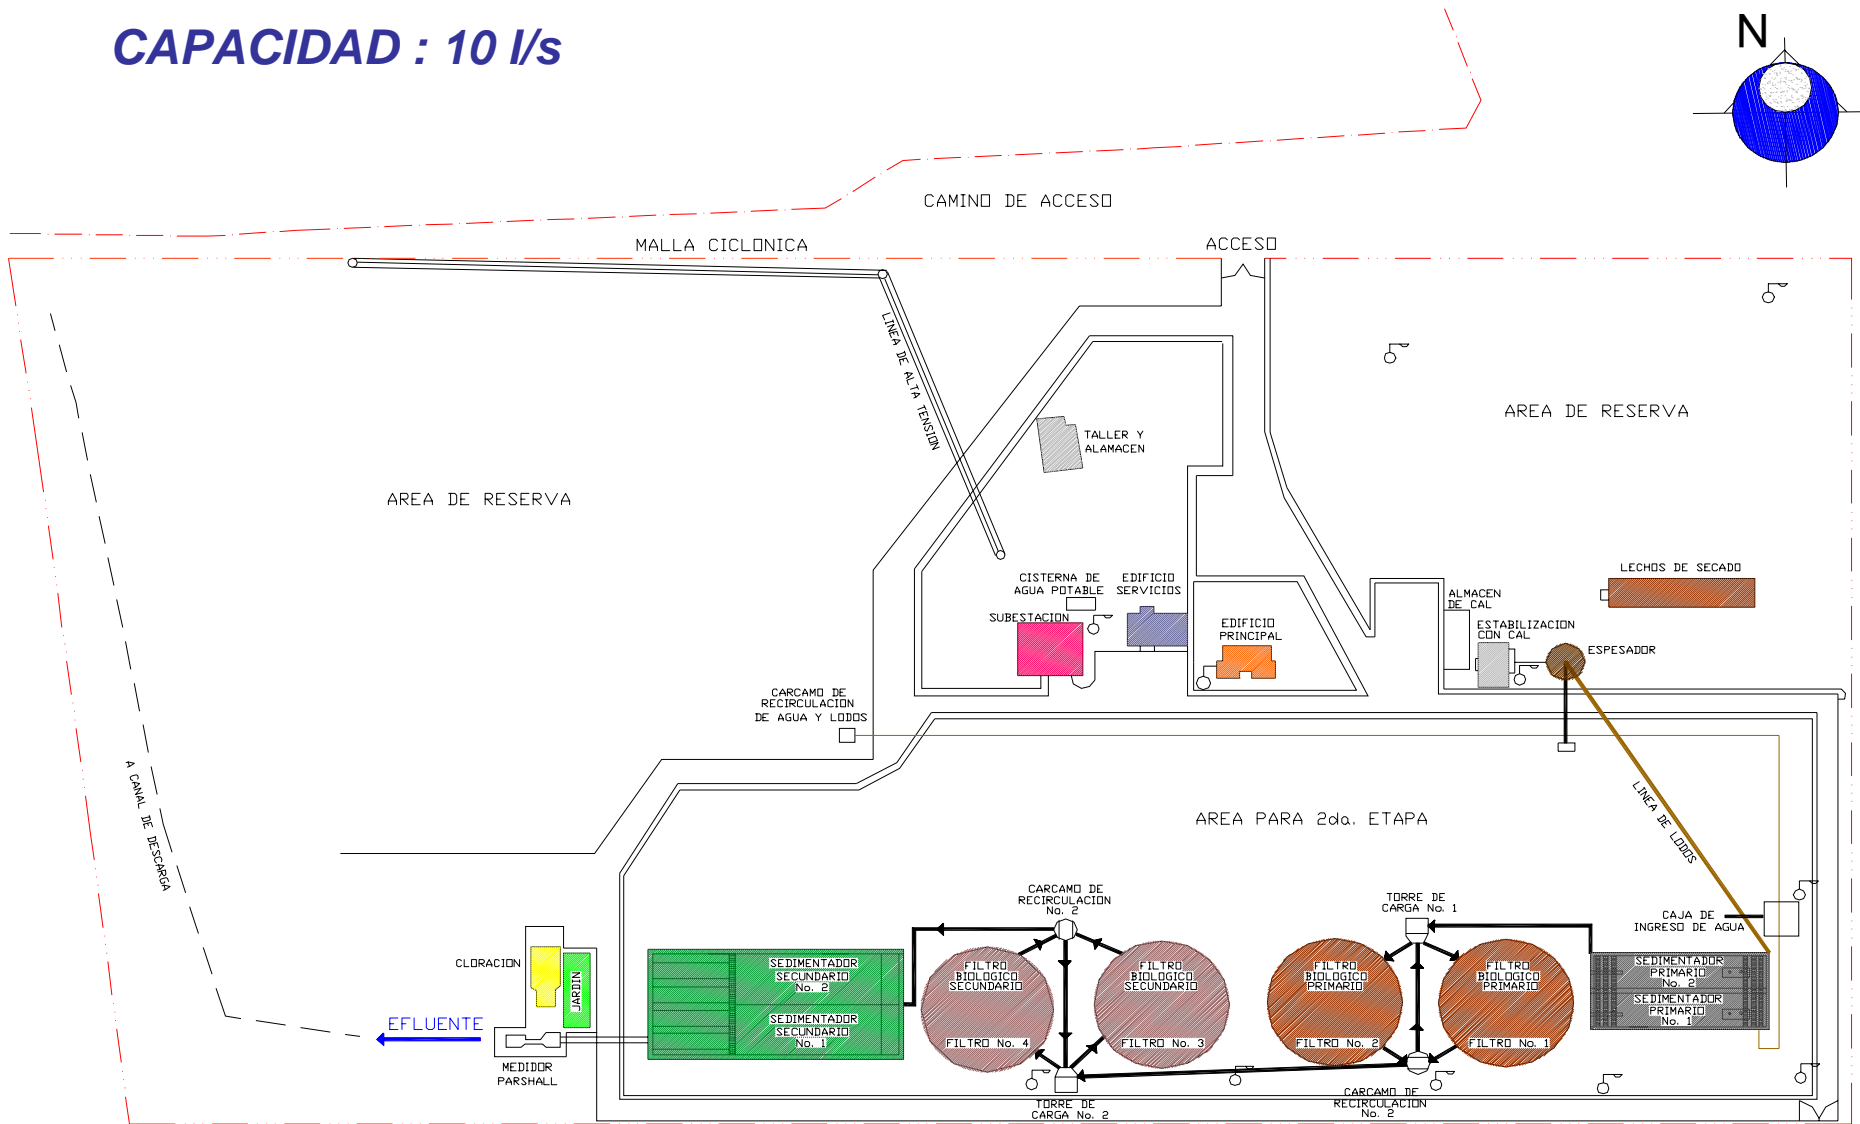 CAPACIDAD : 10 l/s
N
CAMINO DE ACCESO
MALLA CICLONICA
ACCESO
LINEA DE ALTA TENSION
AREA DE RESERVA
TALLER Y
ALAMACEN
AREA DE RESERVA
LECHOS DE SECADO
CISTERNA DE
AGUA POTABLE
EDIFICIO
SERVICIOS
SUBESTACION
EDIFICIO
PRINCIPAL
ALMACEN
DE CAL
ESTABILIZACION
CON CAL
ESPESADOR
CARCAMO DE
RECIRCULACION
DE AGUA Y LODOS
A CANAL DE DESCARGA
AREA PARA 2da. ETAPA
LINEA DE LODOS
CARCAMO DE
RECIRCULACION
No. 2
TORRE DE
CARGA No. 1
CAJA DE
INGRESO DE AGUA
CLORACION
JARDIN
SEDIMENTADOR
SECUNDARIO
No. 2
SEDIMENTADOR
SECUNDARIO
No. 1
FILTRO
BIOLOGICO
SECUNDARIO
FILTRO No. 4
FILTRO
BIOLOGICO
SECUNDARIO
FILTRO No. 3
FILTRO
BIOLOGICO
PRIMARIO
FILTRO No. 2
FILTRO
BIOLOGICO
PRIMARIO
FILTRO No. 1
SEDIMENTADOR
PRIMARIO
No. 2
SEDIMENTADOR
PRIMARIO
No. 1
EFLUENTE
MEDIDOR
PARSHALL
TORRE DE
CARGA No. 2
CARCAMO DE
RECIRCULACION
No. 2